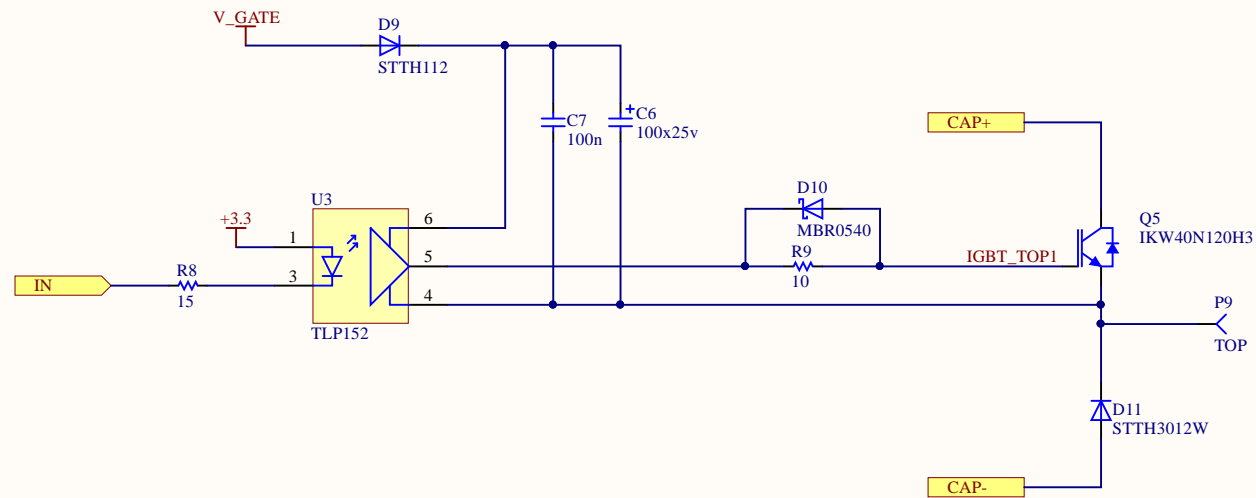 V_GATE
D9
STTH112
C7
100n
C6
100x25v
CAP+
U3
+3.3
1
6
5
3
4
TLP152
IN
R8
15
D10
MBR0540
R9
10
IGBT_TOP1
Q5
IKW40N120H3
P9
TOP
D11
STTH3012W
CAP-